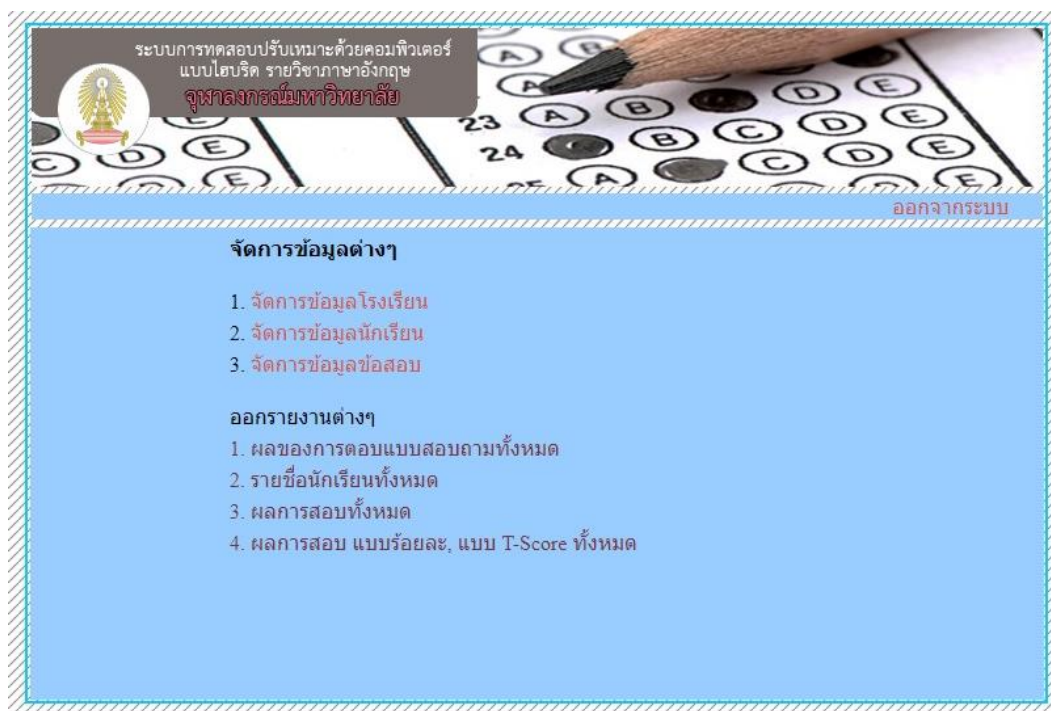 ระบบการทดสอบปรับเหมาะด้วยคอมพิวเตอร์
แบบไฮบริด รายวิชาภาษาอังกฤษ
จุฬาลงกรณ์มหาวิทยาลัย
A B
A B D E
23 A B C D E
24 B C D E
C D E
A C D E
D E
E
ออกจากระบบ
จัดการข้อมูลต่างๆ
1. จัดการข้อมูลโรงเรียน
2. จัดการข้อมูลนักเรียน
3. จัดการข้อมูลข้อสอบ
ออกรายงานต่างๆ
1. ผลของการตอบแบบสอบถามทั้งหมด
2. รายชื่อนักเรียนทั้งหมด
3. ผลการสอบทั้งหมด
4. ผลการสอบ แบบร้อยละ, แบบ T-Score ทั้งหมด